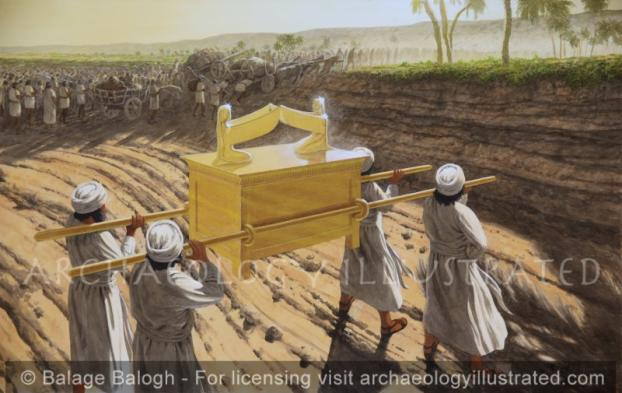 ARCHAEOLOGY ILLUSTRATED
© Balage Balogh - For licensing visit archaeologyillustrated.com